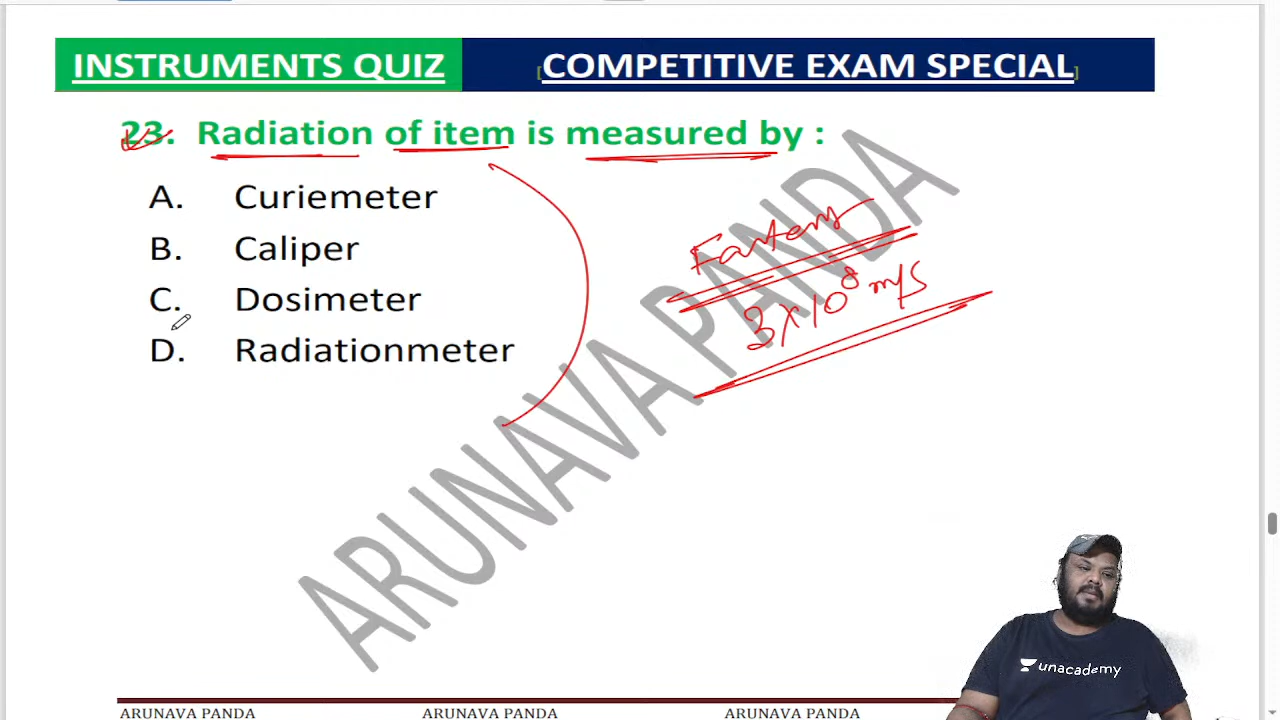 INSTRUMENTS QUIZ [COMPETITIVE EXAM SPECIAL]
23. Radiation of item is measured by :
A. Curiemeter
B. Caliper
C. Dosimeter
D. Radiationmeter
3×10⁸ m/s
ARUNAVA PANDA
unacademy
ARUNAVA PANDA ARUNAVA PANDA ARUNAVA PANDA